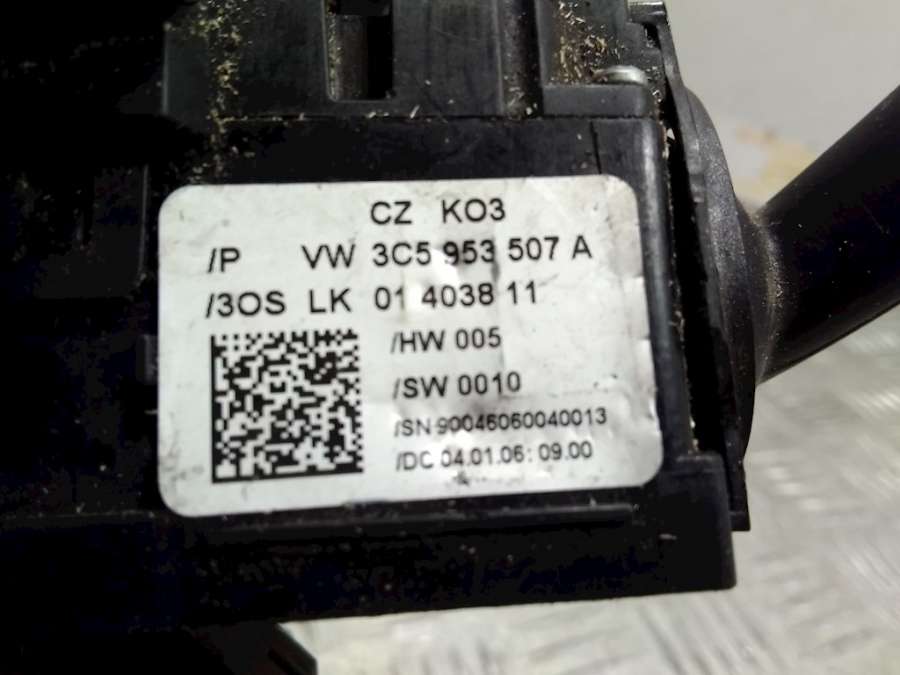 CZ KO3
/P VW 3C5 953 507 A
/3OS LK 01 4038 11
/HW 005
/SW 0010
/SN 90046060040013
/DC 04.01.06: 09.00